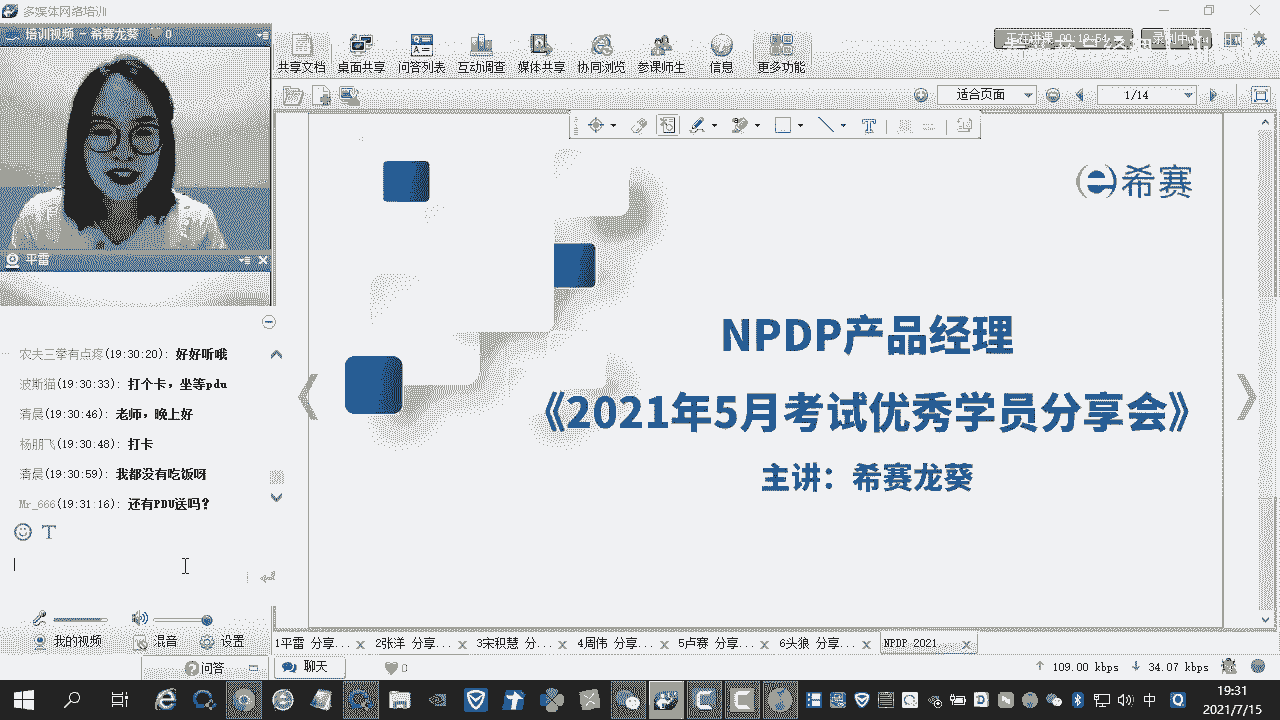 多媒体网络培训
培训视频 - 希赛龙葵 0
正在讲课 00:19:54
录制中
共享文档 桌面共享 问答列表 互动调查 媒体共享 协同浏览 参课师生 信息 更多功能
适合页面 1/14
希赛
平雷
农夫三拳有点疼(19:30:20): 好好听哦
波斯猫(19:30:33): 打个卡，坐等pdu
清晨(19:30:46): 老师，晚上好
杨朋飞(19:30:48): 打卡
清晨(19:30:59): 我都没有吃饭呀
Mr_666(19:31:16): 还有PDU送吗？
NPDP产品经理
《2021年5月考试优秀学员分享会》
主讲：希赛龙葵
我的视频 混音 设置
1平雷 分享... 2张洋 分享... 3宋积慧 分... 4周伟 分享... 5卢赛 分享... 6头狼 分享... NPDP 2021
问答 聊天 0
109.00 kbps 34.07 kbps
中
19:31
2021/7/15